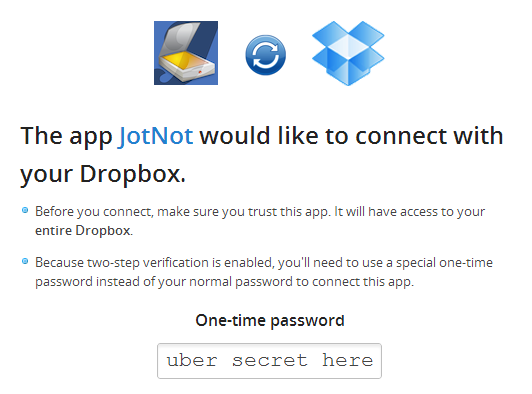 The app JotNot would like to connect with
your Dropbox.
Before you connect, make sure you trust this app. It will have access to your
entire Dropbox.
Because two-step verification is enabled, you'll need to use a special one-time
password instead of your normal password to connect this app.
One-time password
uber secret here